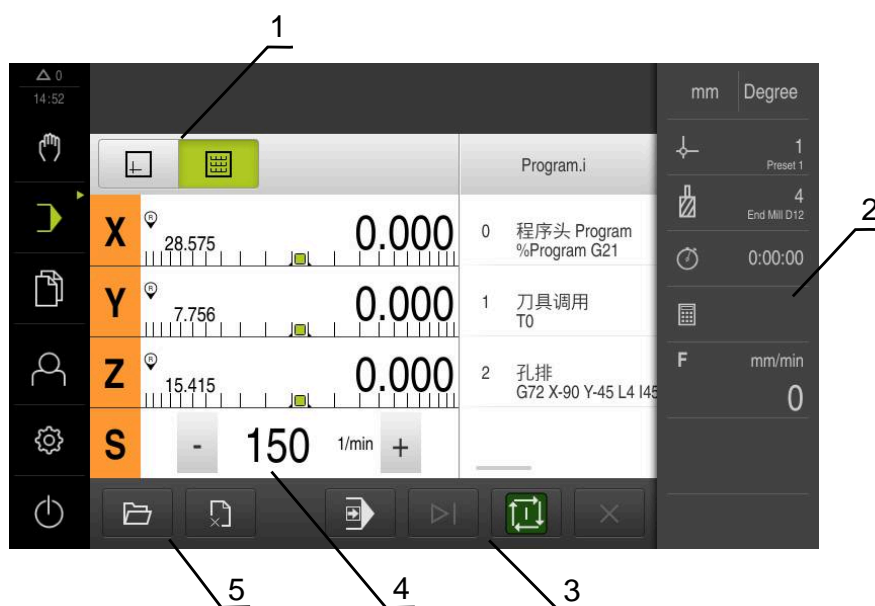 1
0
14:52
mm Degree
1
Preset 1
Program.i
4
End Mill D12
2
X R 28.575 0.000
0 程序头 Program
%Program G21
0:00:00
Y R 7.756 0.000
1 刀具调用
T0
Z R 15.415 0.000
2 孔排
G72 X-90 Y-45 L4 I45
F mm/min
0
S - 150 1/min +
5
4
3